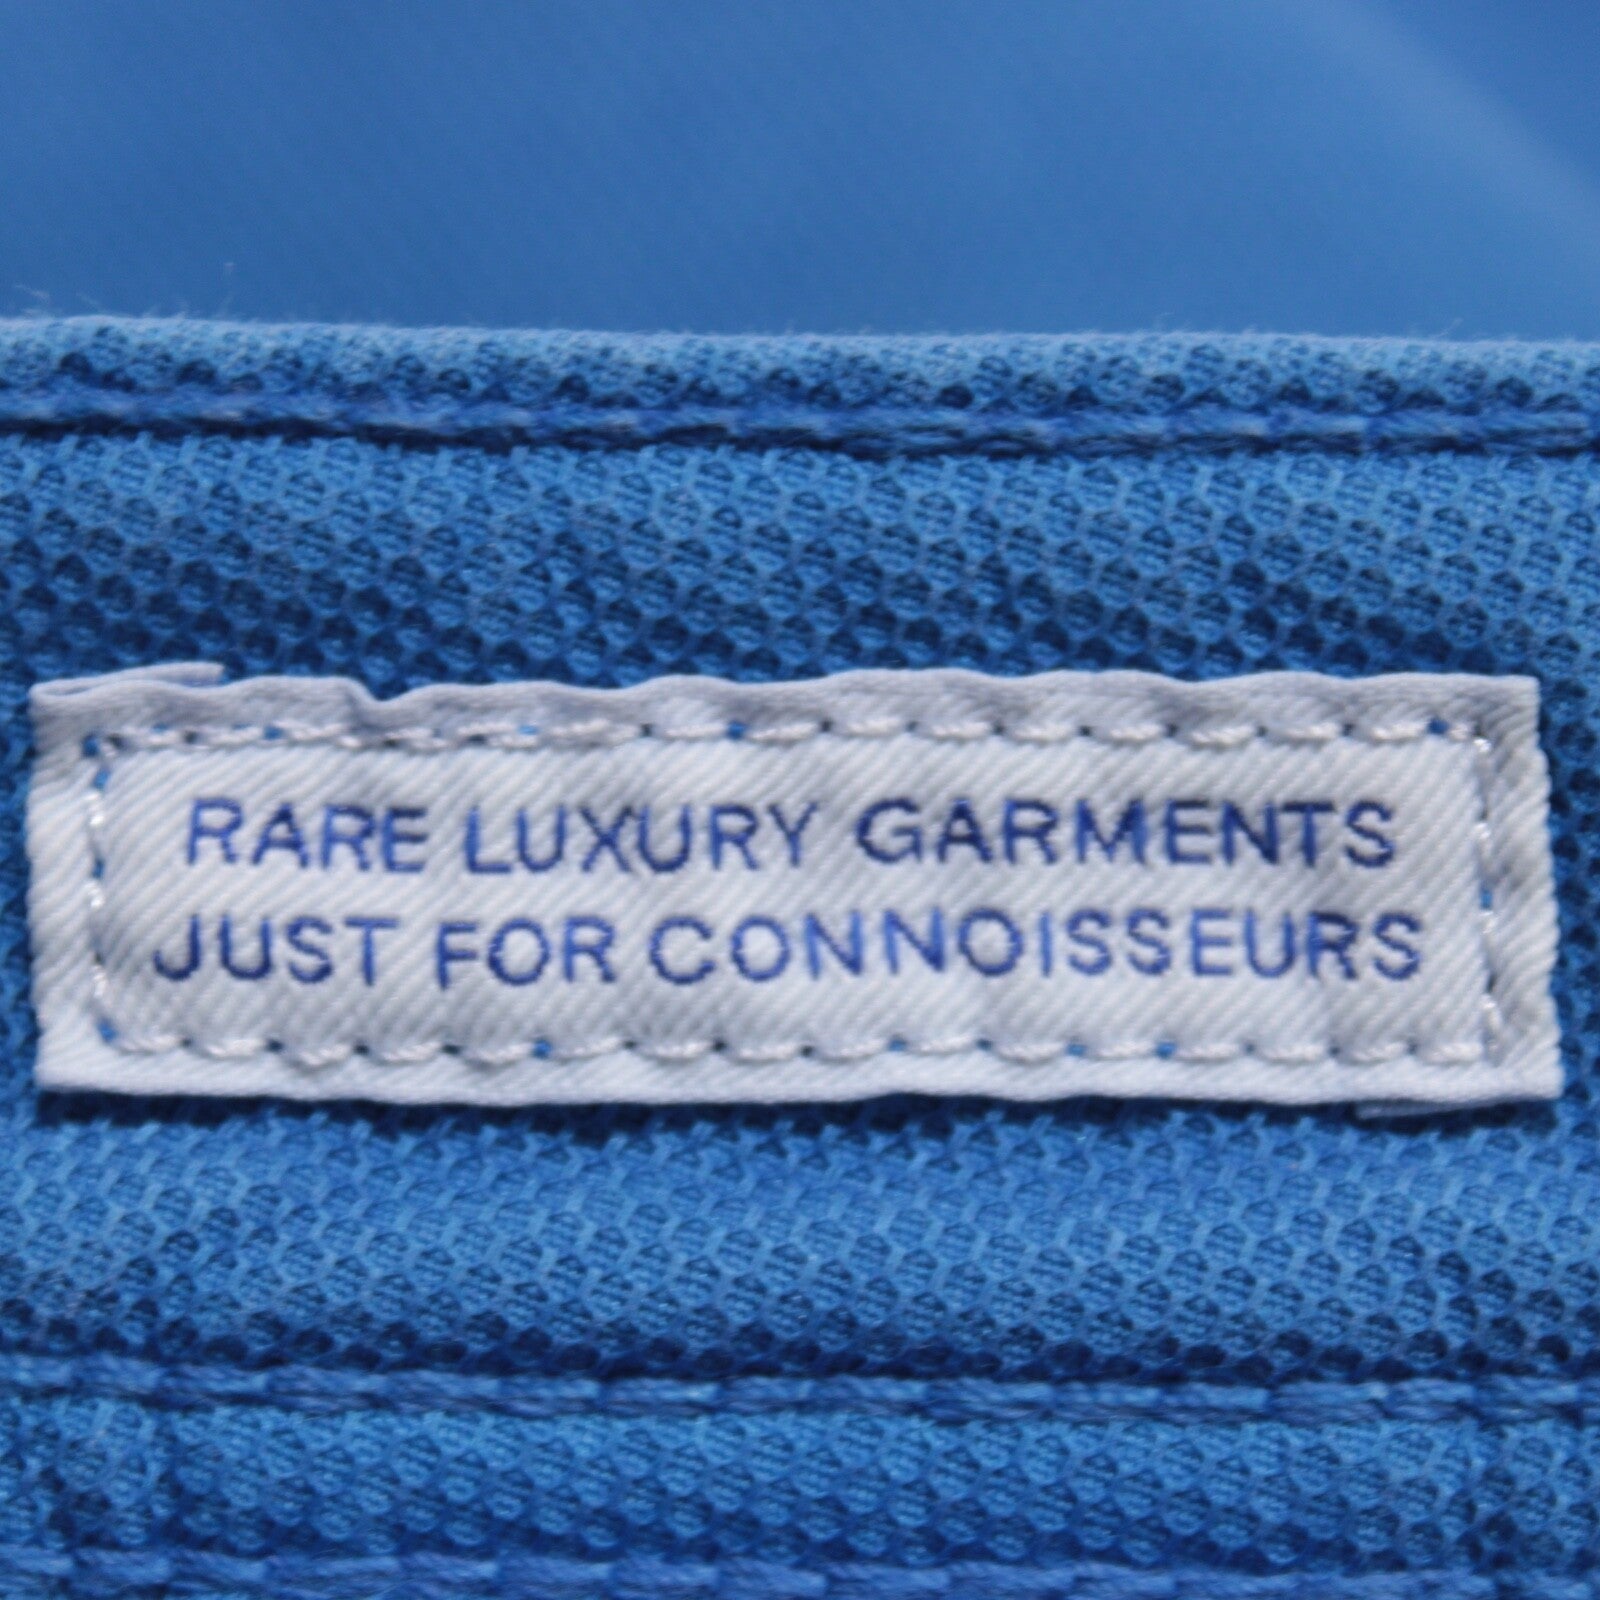 RARE LUXURY GARMENTS
JUST FOR CONNOISSEURS